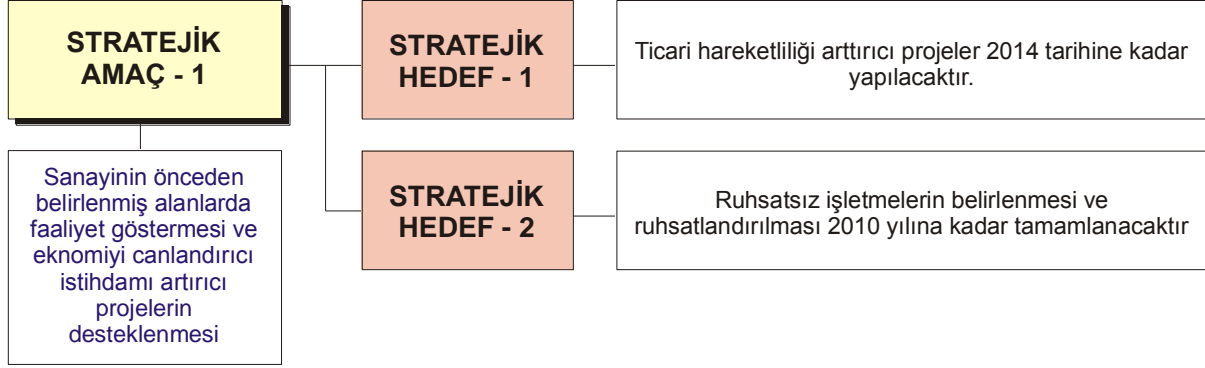 STRATEJİK
AMAÇ - 1
Sanayinin önceden
belirlenmiş alanlarda
faaliyet göstermesi ve
eknomiyi canlandırıcı
istihdamı artırıcı
projelerin
desteklenmesi
STRATEJİK
HEDEF - 1
Ticari hareketliliği arttırıcı projeler 2014 tarihine kadar
yapılacaktır.
STRATEJİK
HEDEF - 2
Ruhsatsız işletmelerin belirlenmesi ve
ruhsatlandırılması 2010 yılına kadar tamamlanacaktır